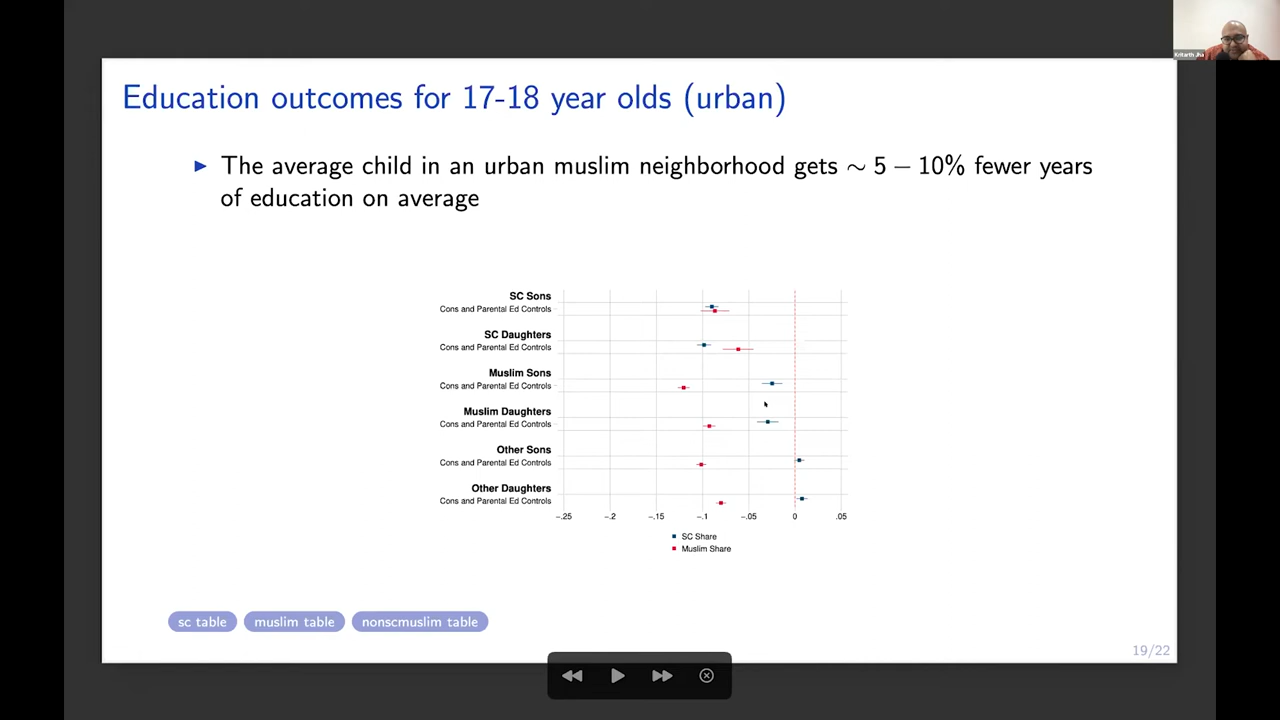 Kritarth Jha
Education outcomes for 17-18 year olds (urban)
▶ The average child in an urban muslim neighborhood gets ∼ 5 − 10% fewer years
of education on average
SC Sons
Cons and Parental Ed Controls
SC Daughters
Cons and Parental Ed Controls
Muslim Sons
Cons and Parental Ed Controls
Muslim Daughters
Cons and Parental Ed Controls
Other Sons
Cons and Parental Ed Controls
Other Daughters
Cons and Parental Ed Controls
-.25 -.2 -.15 -.1 -.05 0 .05
SC Share
Muslim Share
sc table muslim table nonscmuslim table
19/22